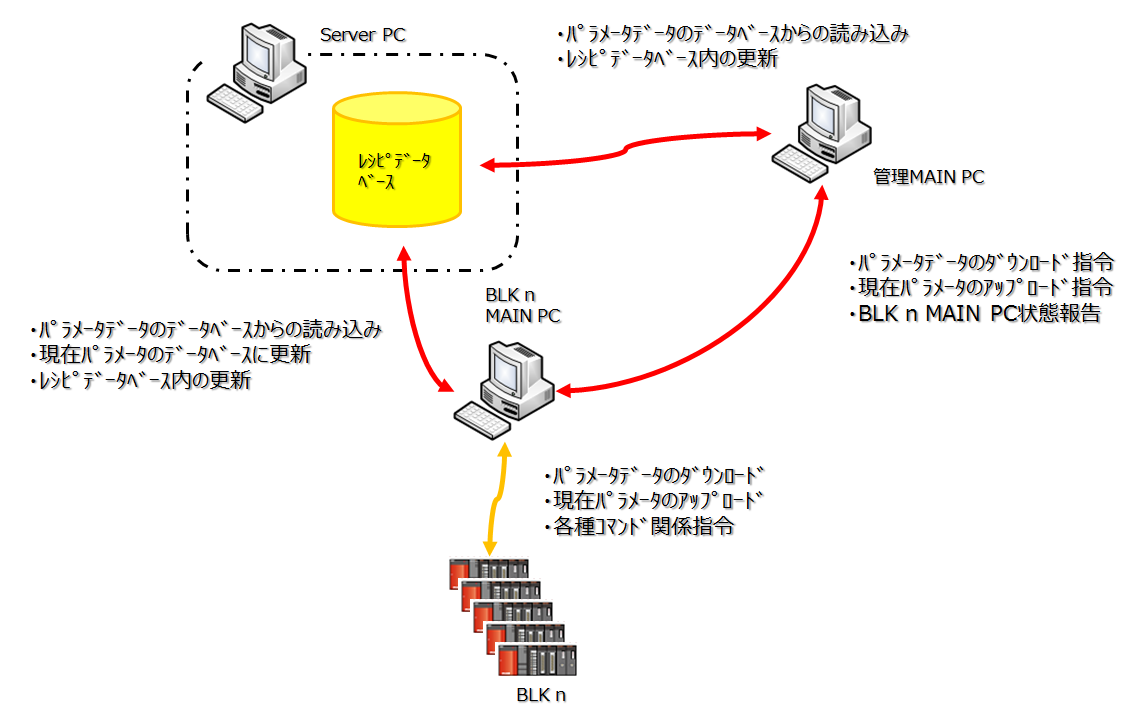 Server PC
・ﾊﾟﾗﾒｰﾀﾃﾞｰﾀのﾃﾞｰﾀﾍﾞｰｽからの読み込み
・ﾚｼﾋﾟﾃﾞｰﾀﾍﾞｰｽ内の更新
ﾚｼﾋﾟﾃﾞｰﾀ
ﾍﾞｰｽ
管理MAIN PC
・ﾊﾟﾗﾒｰﾀﾃﾞｰﾀのﾀﾞｳﾝﾛｰﾄﾞ指令
・現在ﾊﾟﾗﾒｰﾀのｱｯﾌﾟﾛｰﾄﾞ指令
・BLK n MAIN PC状態報告
BLK n
MAIN PC
・ﾊﾟﾗﾒｰﾀﾃﾞｰﾀのﾃﾞｰﾀﾍﾞｰｽからの読み込み
・現在ﾊﾟﾗﾒｰﾀのﾃﾞｰﾀﾍﾞｰｽに更新
・ﾚｼﾋﾟﾃﾞｰﾀﾍﾞｰｽ内の更新
・ﾊﾟﾗﾒｰﾀﾃﾞｰﾀのﾀﾞｳﾝﾛｰﾄﾞ
・現在ﾊﾟﾗﾒｰﾀのｱｯﾌﾟﾛｰﾄﾞ
・各種ｺﾏﾝﾄﾞ関係指令
BLK n